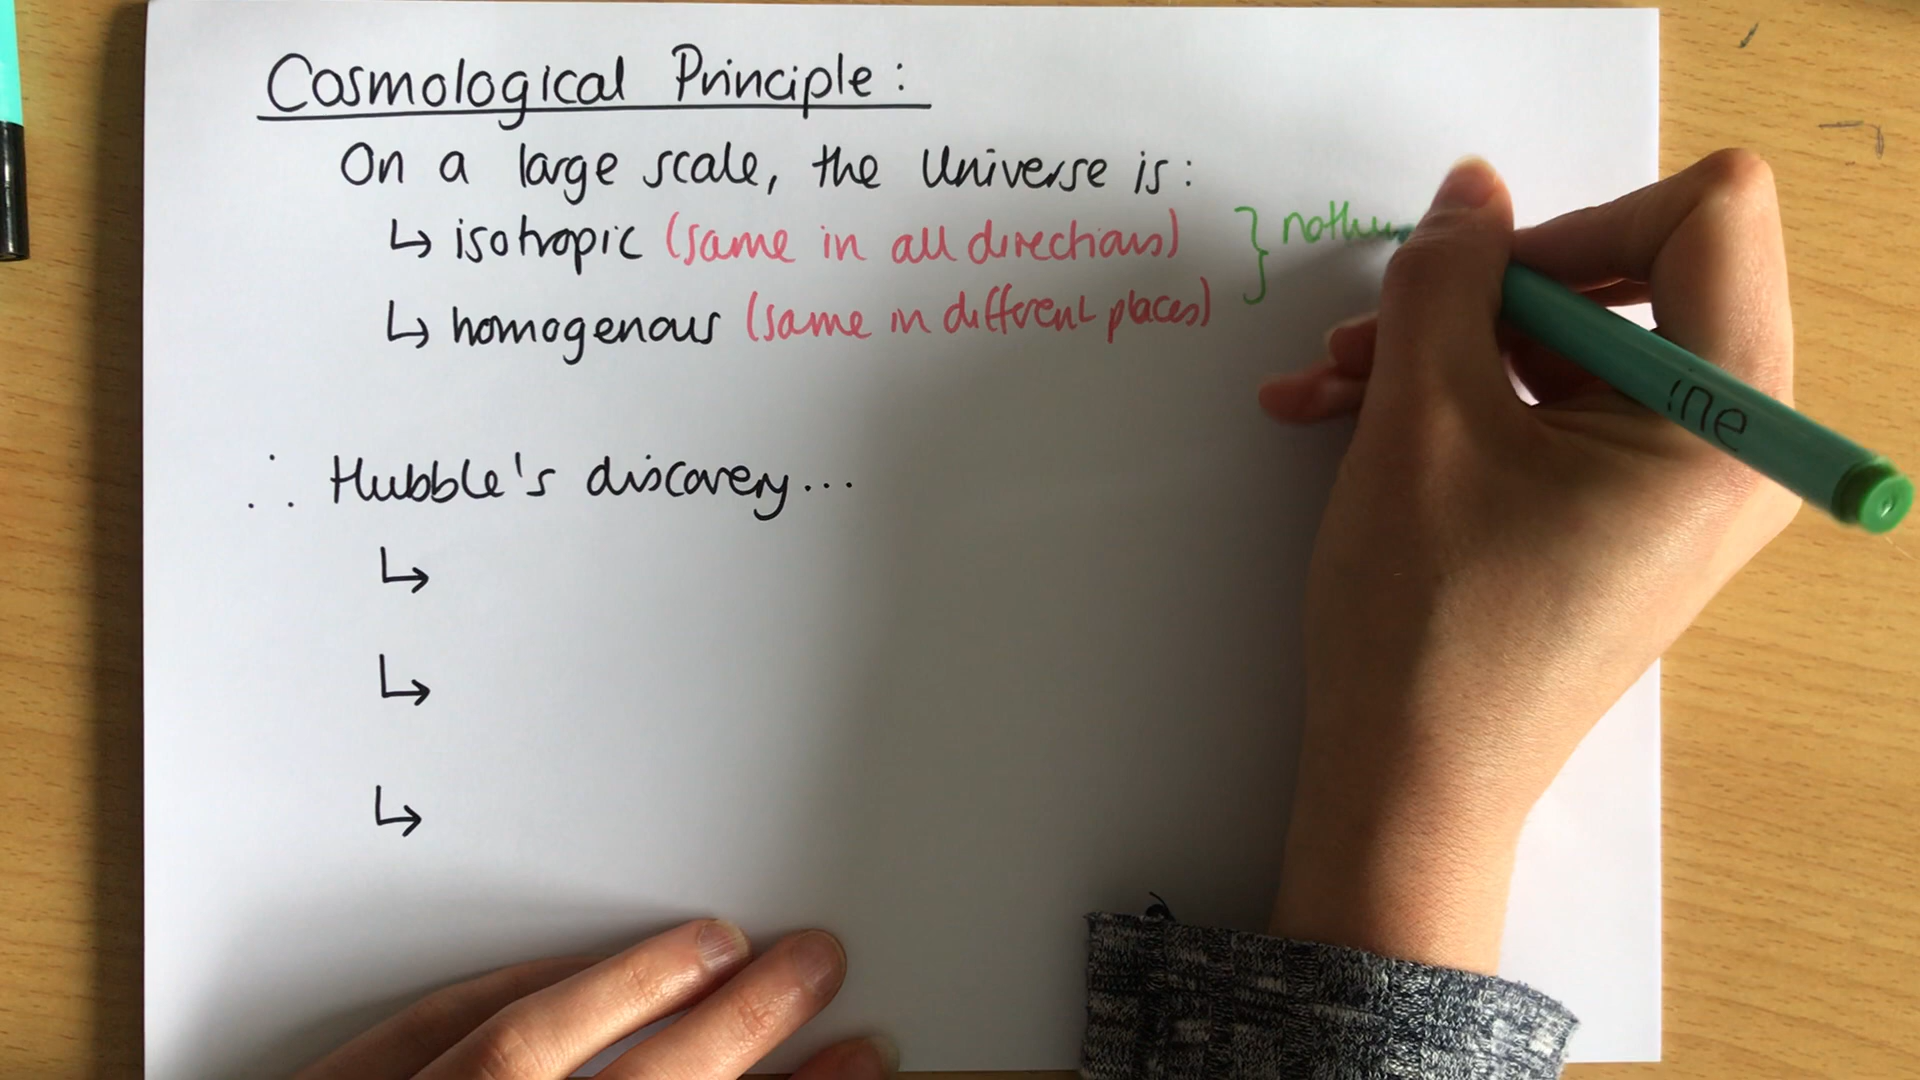 Cosmological Principle:
On a large scale, the Universe is:
↳ isotropic (same in all directions)
↳ homogenous (same in different places)
} 
∴ Hubble's discovery...
↳
↳
↳
ine